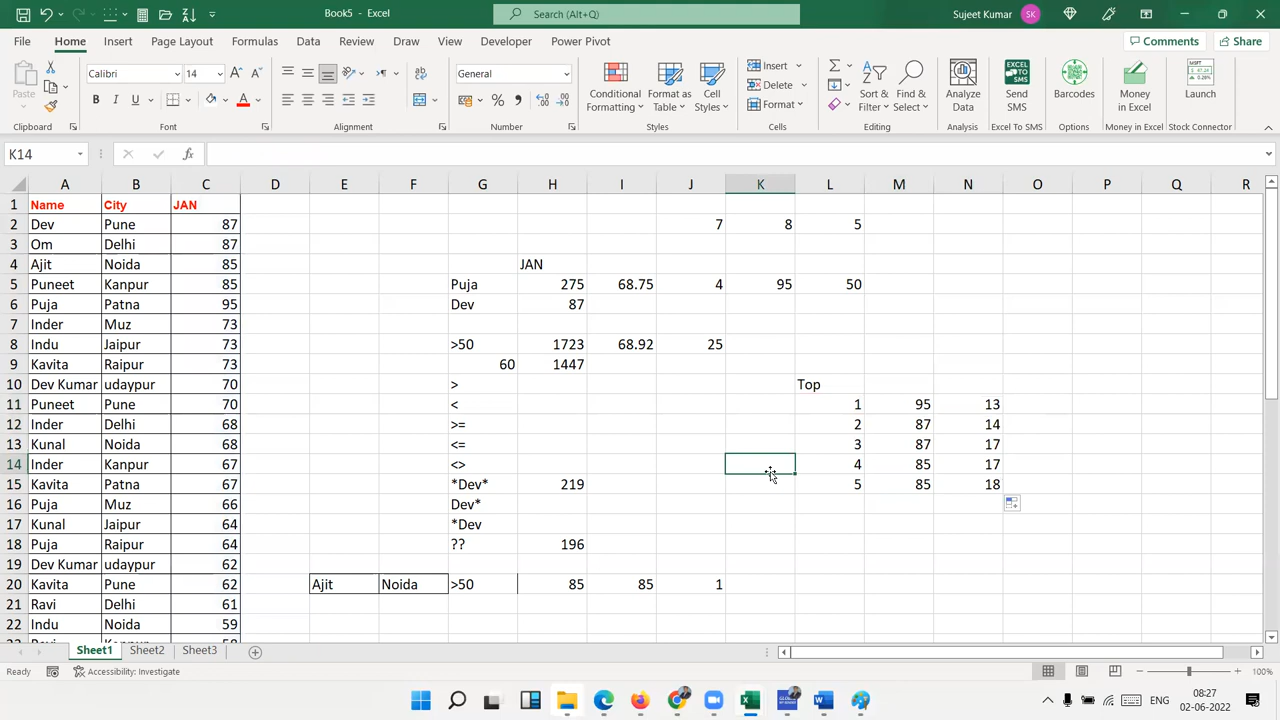 Book5 - Excel
Search (Alt+Q)
Sujeet Kumar
SK
File Home Insert Page Layout Formulas Data Review View Draw Developer Power Pivot
Comments Share
Paste
Calibri 14
B I U
General
Conditional Formatting
Format as Table
Cell Styles
Insert
Delete
Format
Sort & Filter
Find & Select
Analyze Data
Send SMS
Barcodes
Money in Excel
Launch
Clipboard Font Alignment Number Styles Cells Editing Analysis Excel To SMS Options Money in Excel Stock Connector
K14
fx
A B C D E F G H I J K L M N O P Q R
1 Name City JAN
2 Dev Pune 87 7 8 5
3 Om Delhi 87
4 Ajit Noida 85 JAN
5 Puneet Kanpur 85 Puja 275 68.75 4 95 50
6 Puja Patna 95 Dev 87
7 Inder Muz 73
8 Indu Jaipur 73 >50 1723 68.92 25
9 Kavita Raipur 73 60 1447
10 Dev Kumar udaypur 70 > Top
11 Puneet Pune 70 < 1 95 13
12 Inder Delhi 68 >= 2 87 14
13 Kunal Noida 68 <= 3 87 17
14 Inder Kanpur 67 <> 4 85 17
15 Kavita Patna 67 *Dev* 219 5 85 18
16 Puja Muz 66 Dev*
17 Kunal Jaipur 64 *Dev
18 Puja Raipur 64 ?? 196
19 Dev Kumar udaypur 62
20 Kavita Pune 62 Ajit Noida >50 85 85 1
21 Ravi Delhi 61
22 Indu Noida 59
Sheet1 Sheet2 Sheet3
Ready Accessibility: Investigate 100%
ENG
08:27
02-06-2022